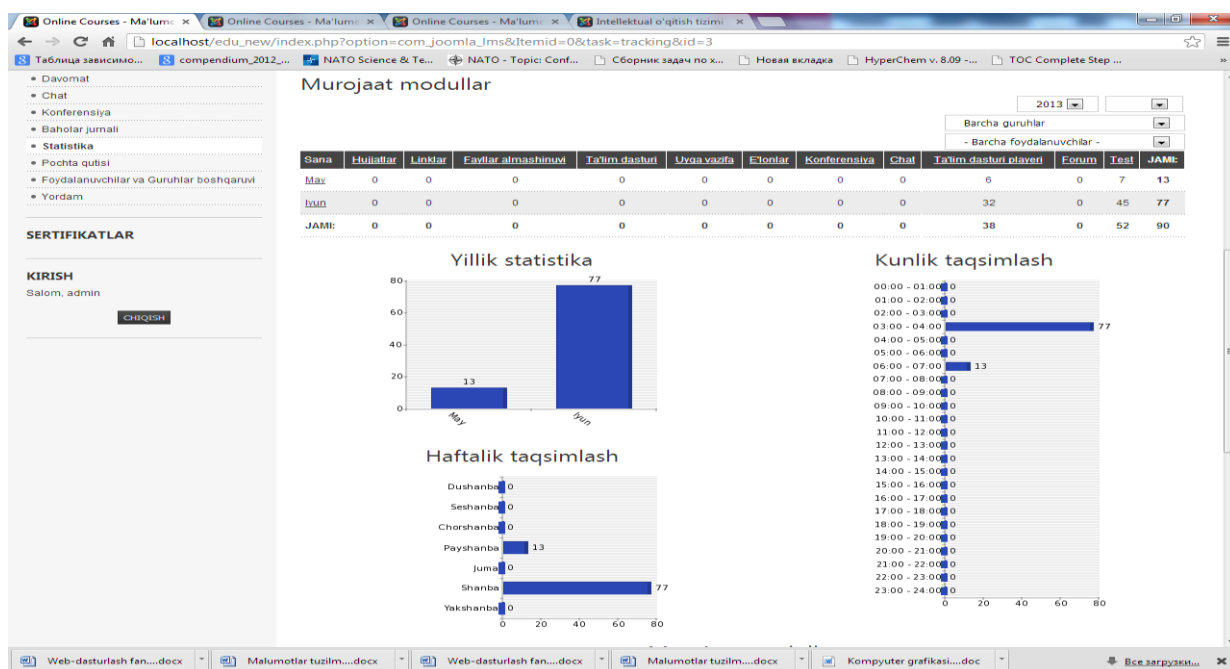 Online Courses - Ma'lumo
Online Courses - Ma'lumo
Online Courses - Ma'lumo
Intellektual o'qitish tizimi
localhost/edu_new/index.php?option=com_joomla_lms&Itemid=0&task=tracking&id=3
Таблица зависимо... compendium_2012_... NATO Science & Te... NATO - Topic: Conf... Сборник задач по х... Новая вкладка HyperChem v. 8.09 -... TOC Complete Step ...
Davomat
Chat
Konferensiya
Baholar jurnali
Statistika
Pochta qutisi
Foydalanuvchilar va Guruhlar boshqaruvi
Yordam
SERTIFIKATLAR
KIRISH
Salom, admin
CHIQISH
Murojaat modullar
2013
Barcha guruhlar
- Barcha foydalanuvchilar -
Sana Hujjatlar Linklar Fayllar almashinuvi Ta'lim dasturi Uyga vazifa E'lonlar Konferensiya Chat Ta'lim dasturi playeri Forum Test JAMI:
May 0 0 0 0 0 0 0 0 6 0 7 13
Iyun 0 0 0 0 0 0 0 0 32 0 45 77
JAMI: 0 0 0 0 0 0 0 0 38 0 52 90
Yillik statistika
80
60
40
20
0
13
77
May
Iyun
Haftalik taqsimlash
Dushanba 0
Seshanba 0
Chorshanba 0
Payshanba 13
Juma 0
Shanba 77
Yakshanba 0
0 20 40 60 80
Kunlik taqsimlash
00:00 - 01:00 0
01:00 - 02:00 0
02:00 - 03:00 0
03:00 - 04:00 77
04:00 - 05:00 0
05:00 - 06:00 0
06:00 - 07:00 13
07:00 - 08:00 0
08:00 - 09:00 0
09:00 - 10:00 0
10:00 - 11:00 0
11:00 - 12:00 0
12:00 - 13:00 0
13:00 - 14:00 0
14:00 - 15:00 0
15:00 - 16:00 0
16:00 - 17:00 0
17:00 - 18:00 0
18:00 - 19:00 0
19:00 - 20:00 0
20:00 - 21:00 0
21:00 - 22:00 0
22:00 - 23:00 0
23:00 - 24:00 0
0 20 40 60 80
Web-dasturlash fan....docx Malumotlar tuzilm....docx Web-dasturlash fan....docx Malumotlar tuzilm....docx Kompyuter grafikasi....doc Все загрузки...